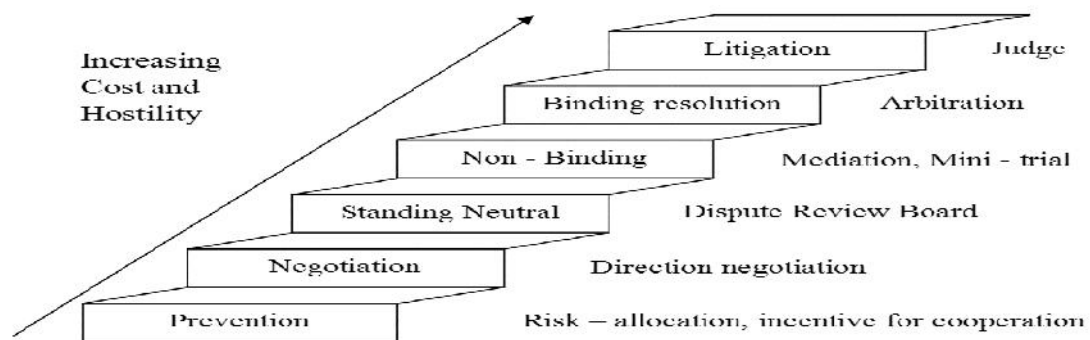 Increasing
Cost and
Hostility
Litigation
Judge
Binding resolution
Arbitration
Non - Binding
Mediation, Mini - trial
Standing Neutral
Dispute Review Board
Negotiation
Direction negotiation
Prevention
Risk – allocation, incentive for cooperation